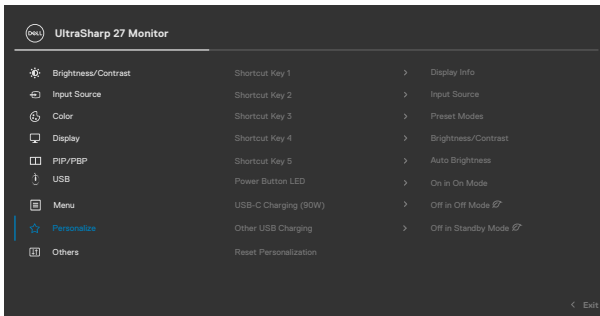 DELL UltraSharp 27 Monitor
Brightness/Contrast Shortcut Key 1 > Display Info
Input Source Shortcut Key 2 > Input Source
Color Shortcut Key 3 > Preset Modes
Display Shortcut Key 4 > Brightness/Contrast
PIP/PBP Shortcut Key 5 > Auto Brightness
USB Power Button LED > On in On Mode
Menu USB-C Charging (90W) > Off in Off Mode
Personalize Other USB Charging > Off in Standby Mode
Others Reset Personalization
< Exit